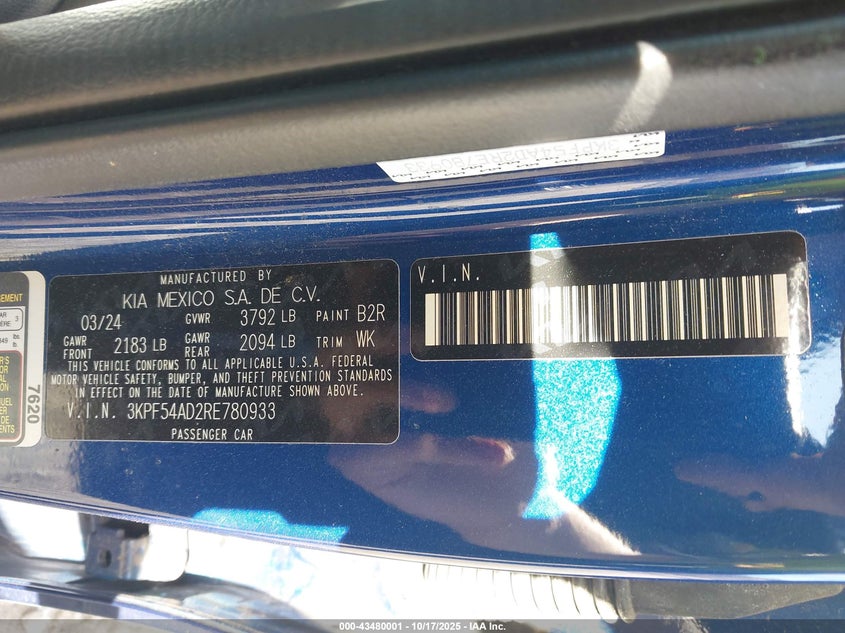 3KPF54AD2RE780933
MANUFACTURED BY
KIA MEXICO S.A. DE C.V.
03/24 GVWR 3792 LB PAINT B2R
GAWR FRONT 2183 LB GAWR REAR 2094 LB TRIM WK
THIS VEHICLE CONFORMS TO ALL APPLICABLE U.S.A. FEDERAL
MOTOR VEHICLE SAFETY, BUMPER, AND THEFT PREVENTION STANDARDS
IN EFFECT ON THE DATE OF MANUFACTURE SHOWN ABOVE.
V.I.N. 3KPF54AD2RE780933
PASSENGER CAR
V.I.N.
7620
000-43480001 - 10/17/2025 - IAA Inc.